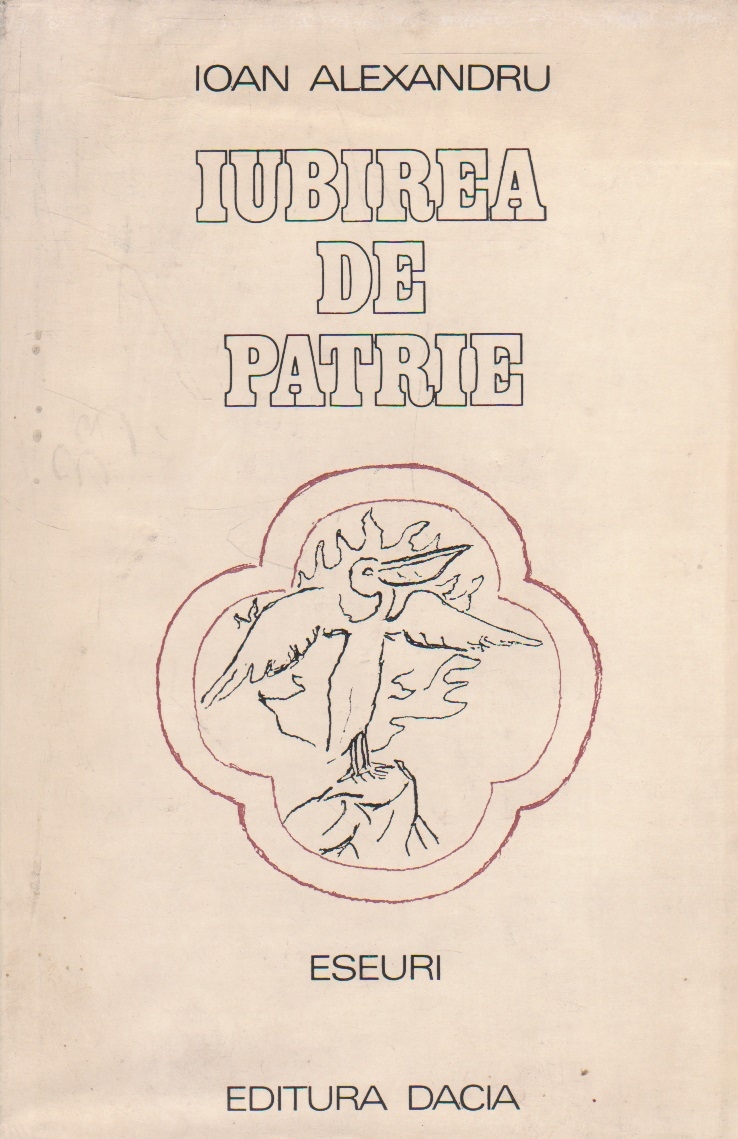 IOAN ALEXANDRU
IUBIREA
DE
PATRIE
ESEURI
EDITURA DACIA